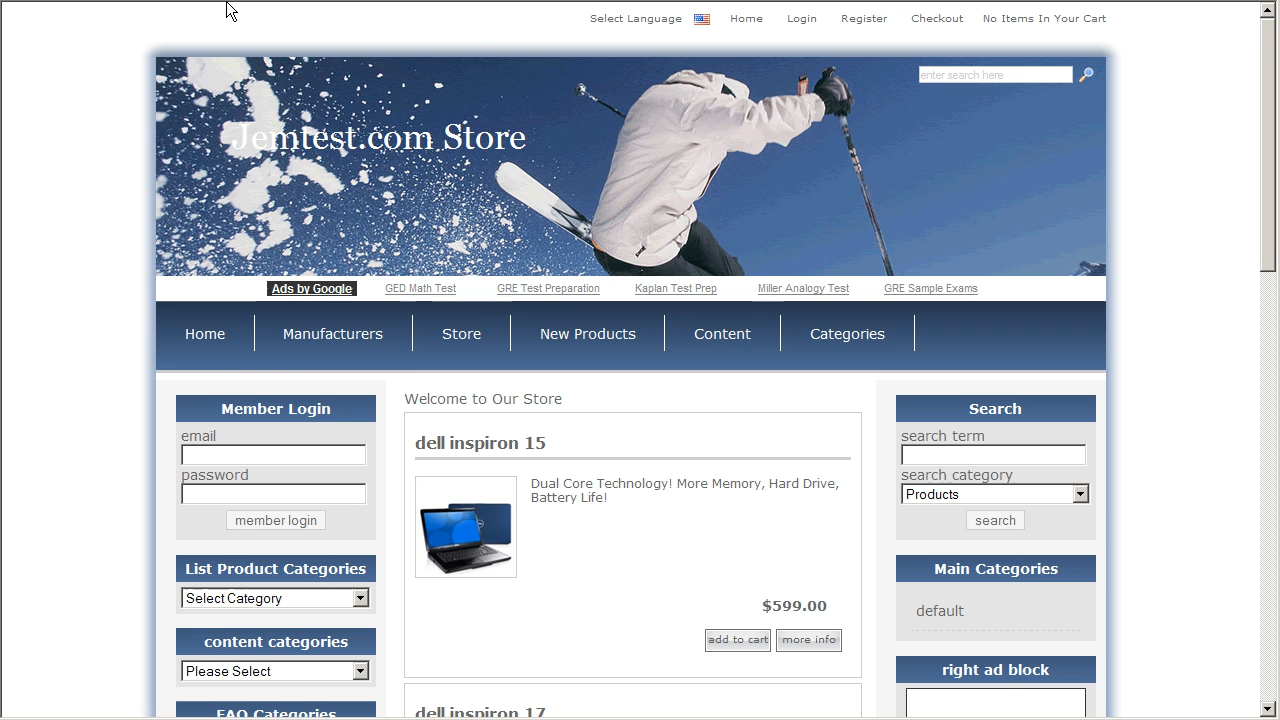 Select Language Home Login Register Checkout No Items In Your Cart
enter search here
Jemtest.com Store
Ads by Google GED Math Test GRE Test Preparation Kaplan Test Prep Miller Analogy Test GRE Sample Exams
Home Manufacturers Store New Products Content Categories
Member Login
email
password
member login
List Product Categories
Select Category
content categories
Please Select
FAQ Categories
Welcome to Our Store
dell inspiron 15
Dual Core Technology! More Memory, Hard Drive,
Battery Life!
$599.00
add to cart more info
dell inspiron 17
Search
search term
search category
Products
search
Main Categories
default
right ad block